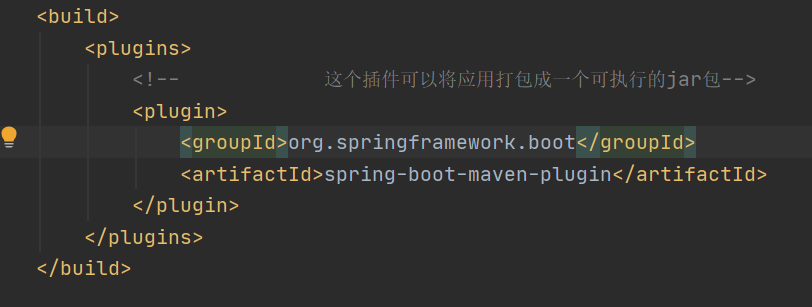 <build>
<plugins>
<!-- 这个插件可以将应用打包成一个可执行的jar包-->
<plugin>
<groupId>org.springframework.boot</groupId>
<artifactId>spring-boot-maven-plugin</artifactId>
</plugin>
</plugins>
</build>